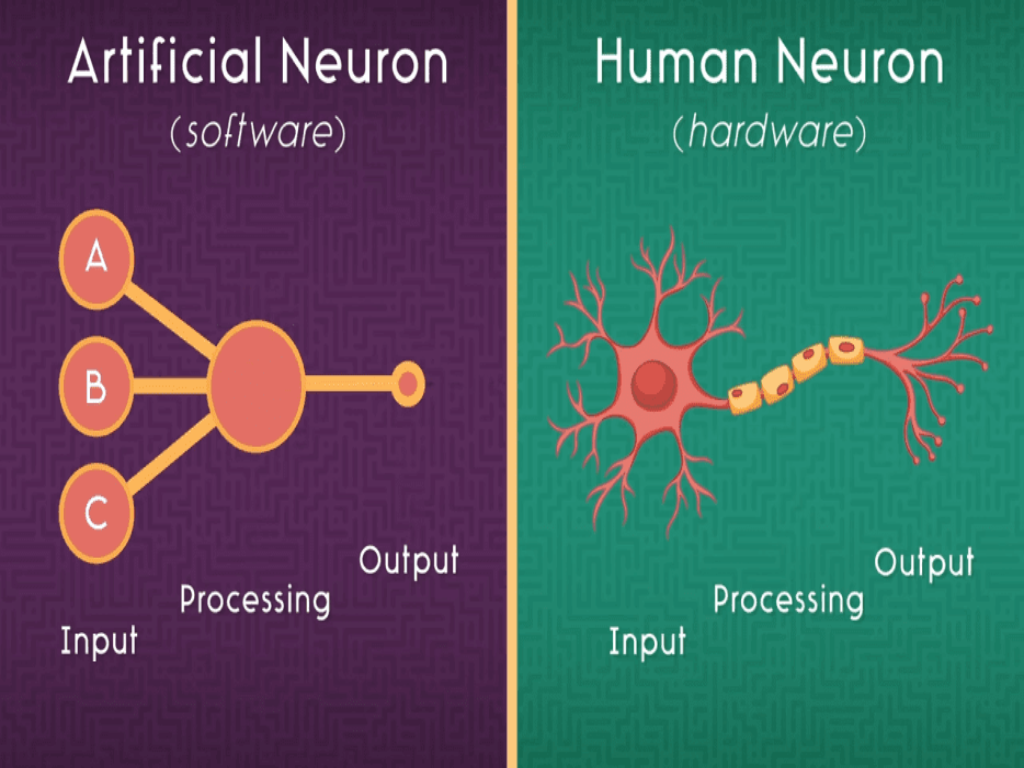 Artificial Neuron
(software)
A
B
C
Output
Processing
Input
Human Neuron
(hardware)
Output
Processing
Input